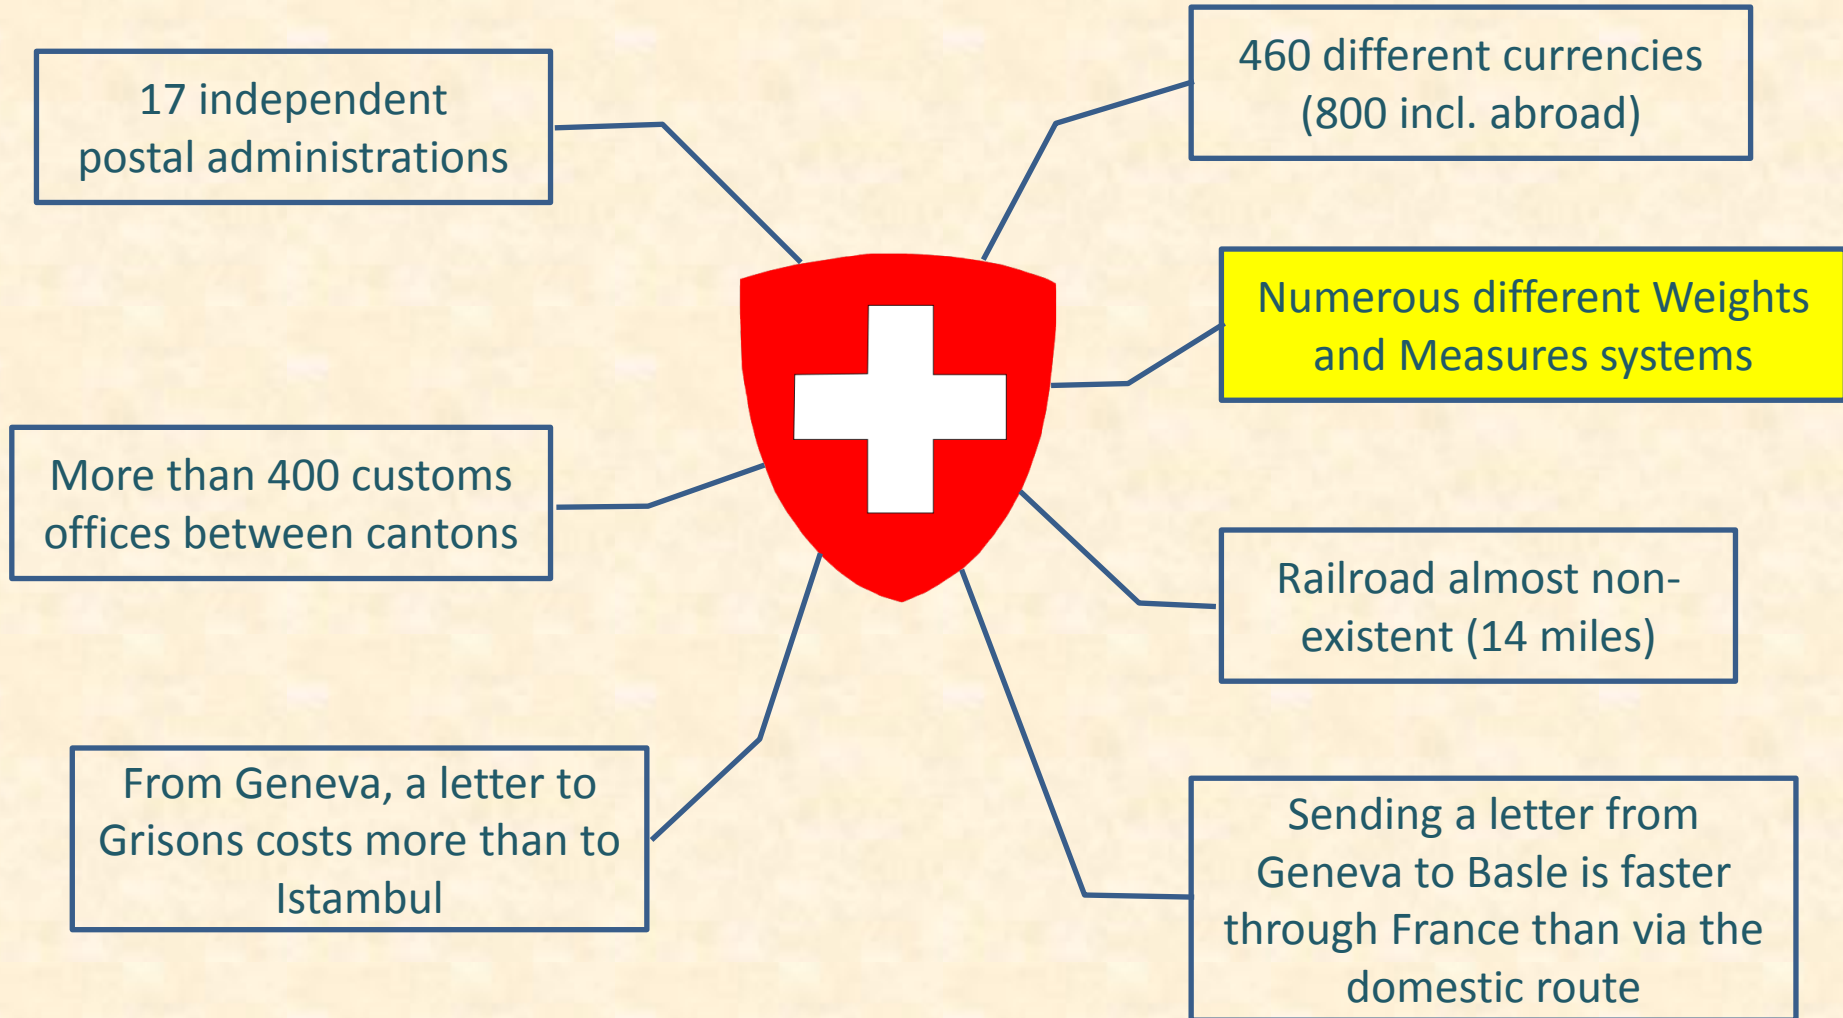 17 independent
postal administrations
460 different currencies
(800 incl. abroad)
Numerous different Weights
and Measures systems
More than 400 customs
offices between cantons
Railroad almost non-
existent (14 miles)
From Geneva, a letter to
Grisons costs more than to
Istambul
Sending a letter from
Geneva to Basle is faster
through France than via the
domestic route